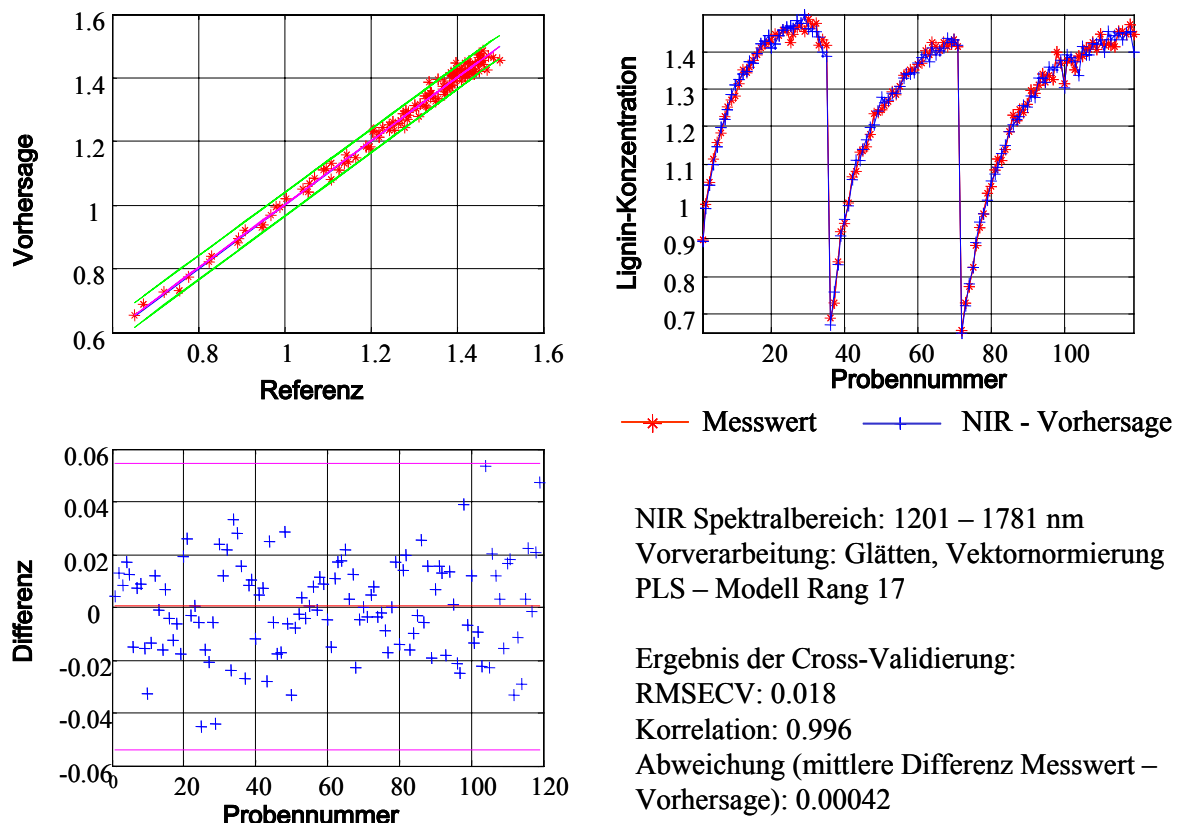 1.6
1.4
1.2
1
0.8
0.6
0.8
1
1.2
1.4
1.6
Vorhersage
Referenz
1.4
1.3
1.2
1.1
1
0.9
0.8
0.7
20
40
60
80
100
Lignin-Konzentration
Probennummer
Messwert
NIR - Vorhersage
0.06
0.04
0.02
0
-0.02
-0.04
-0.06
0
20
40
60
80
100
120
Differenz
Probennummer
NIR Spektralbereich: 1201 – 1781 nm
Vorverarbeitung: Glätten, Vektornormierung
PLS – Modell Rang 17
Ergebnis der Cross-Validierung:
RMSECV: 0.018
Korrelation: 0.996
Abweichung (mittlere Differenz Messwert –
Vorhersage): 0.00042